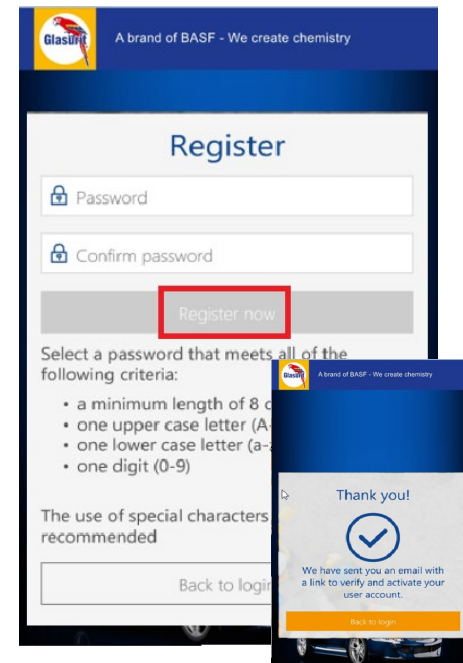 Glasurit
A brand of BASF - We create chemistry
Register
Password
Confirm password
Register now
Select a password that meets all of the
following criteria:
• a minimum length of 8 c
• one upper case letter (A-
• one lower case letter (a-z
• one digit (0-9)
The use of special characters
recommended
Back to login
Glasurit
A brand of BASF - We create chemistry
Thank you!
We have sent you an email with
a link to verify and activate your
user account.
Back to login